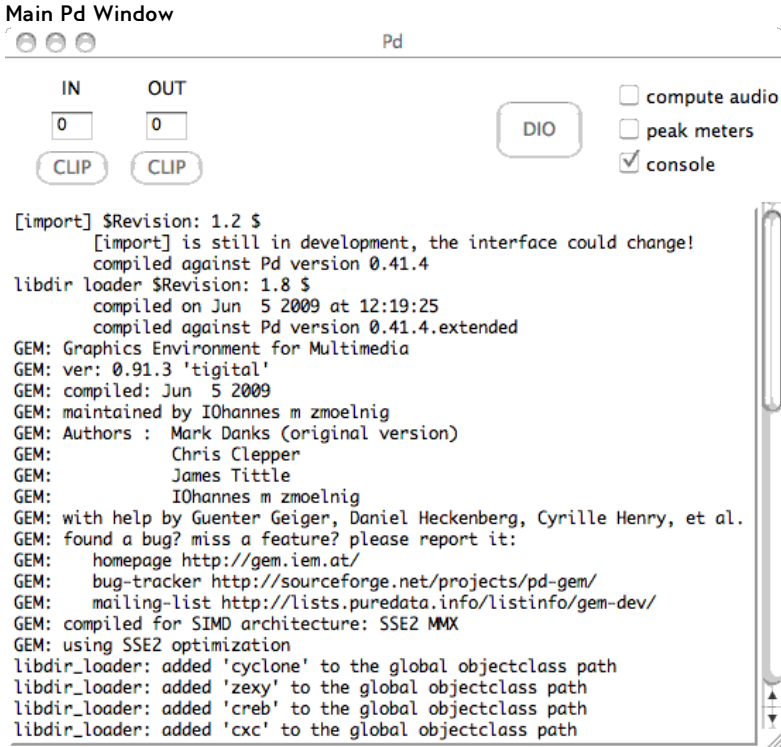 Main Pd Window
Pd
IN OUT
0 0
CLIP CLIP
DIO
compute audio
peak meters
console
[import] $Revision: 1.2 $
[import] is still in development, the interface could change!
compiled against Pd version 0.41.4
libdir loader $Revision: 1.8 $
compiled on Jun  5 2009 at 12:19:25
compiled against Pd version 0.41.4.extended
GEM: Graphics Environment for Multimedia
GEM: ver: 0.91.3 'tigital'
GEM: compiled: Jun  5 2009
GEM: maintained by IOhannes m zmoelnig
GEM: Authors :  Mark Danks (original version)
GEM:            Chris Clepper
GEM:            James Tittle
GEM:            IOhannes m zmoelnig
GEM: with help by Guenter Geiger, Daniel Heckenberg, Cyrille Henry, et al.
GEM: found a bug? miss a feature? please report it:
GEM:    homepage http://gem.iem.at/
GEM:    bug-tracker http://sourceforge.net/projects/pd-gem/
GEM:    mailing-list http://lists.puredata.info/listinfo/gem-dev/
GEM: compiled for SIMD architecture: SSE2 MMX
GEM: using SSE2 optimization
libdir_loader: added 'cyclone' to the global objectclass path
libdir_loader: added 'zexy' to the global objectclass path
libdir_loader: added 'creb' to the global objectclass path
libdir_loader: added 'cxc' to the global objectclass path